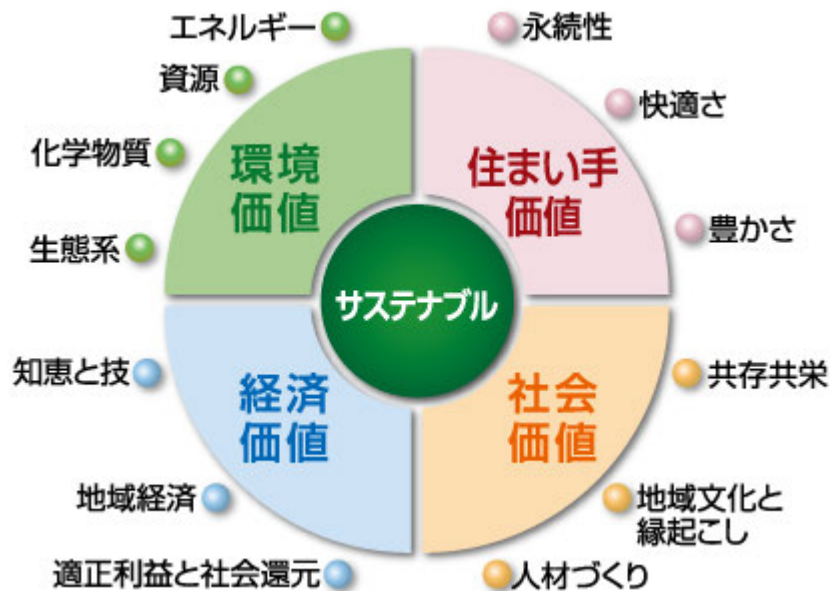 エネルギー
資源
化学物質
生態系
環境
価値
永続性
快適さ
豊かさ
住まい手
価値
サステナブル
知恵と技
地域経済
適正利益と社会還元
経済
価値
共存共栄
地域文化と
縁起こし
人材づくり
社会
価値